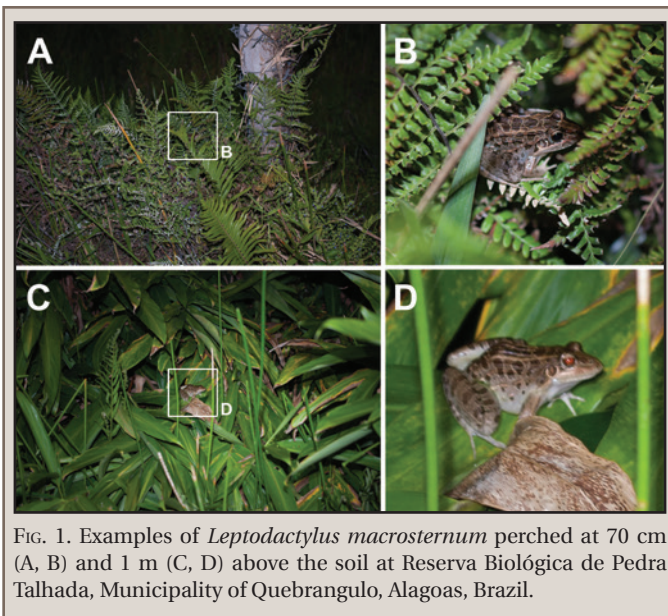 A
B
B
C
D
D
FIG. 1. Examples of Leptodactylus macrosternum perched at 70 cm
(A, B) and 1 m (C, D) above the soil at Reserva Biológica de Pedra
Talhada, Municipality of Quebrangulo, Alagoas, Brazil.